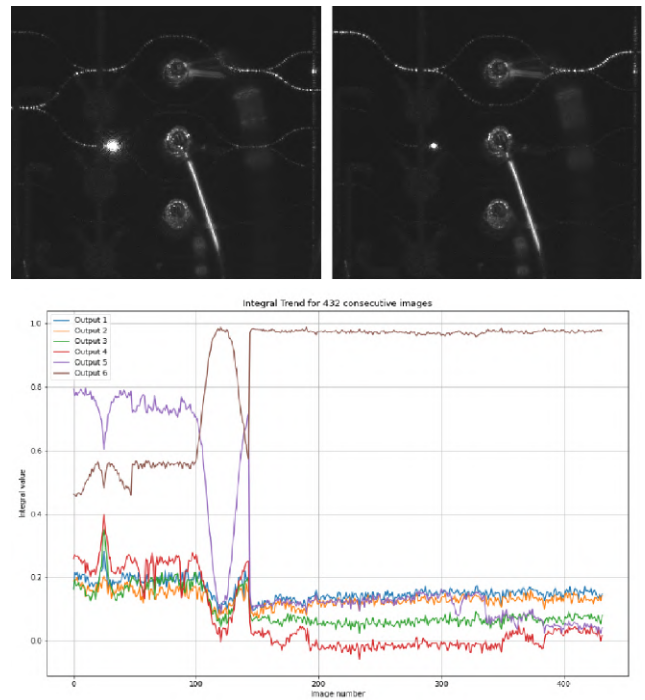 Integral Trend for 432 consecutive images
Output 1
Output 2
Output 3
Output 4
Output 5
Output 6
1.0
0.8
0.6
0.4
0.2
0.0
Integral value
0
100
200
300
400
Image number